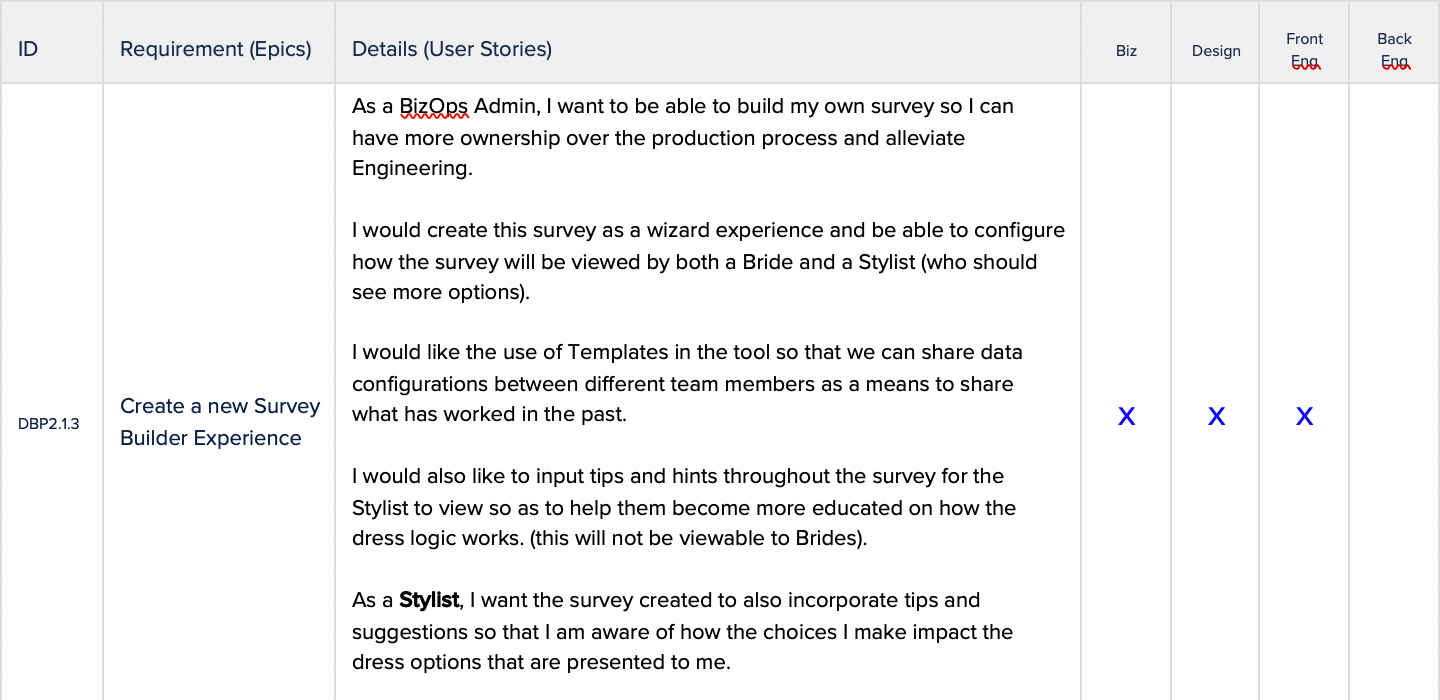 ID
Requirement (Epics)
Details (User Stories)
Biz
Design
Front
Eng
Back
Eng
DBP2.1.3
Create a new Survey
Builder Experience
As a BizOps Admin, I want to be able to build my own survey so I can
have more ownership over the production process and alleviate
Engineering.
I would create this survey as a wizard experience and be able to configure
how the survey will be viewed by both a Bride and a Stylist (who should
see more options).
I would like the use of Templates in the tool so that we can share data
configurations between different team members as a means to share
what has worked in the past.
I would also like to input tips and hints throughout the survey for the
Stylist to view so as to help them become more educated on how the
dress logic works. (this will not be viewable to Brides).
As a Stylist, I want the survey created to also incorporate tips and
suggestions so that I am aware of how the choices I make impact the
dress options that are presented to me.
X
X
X